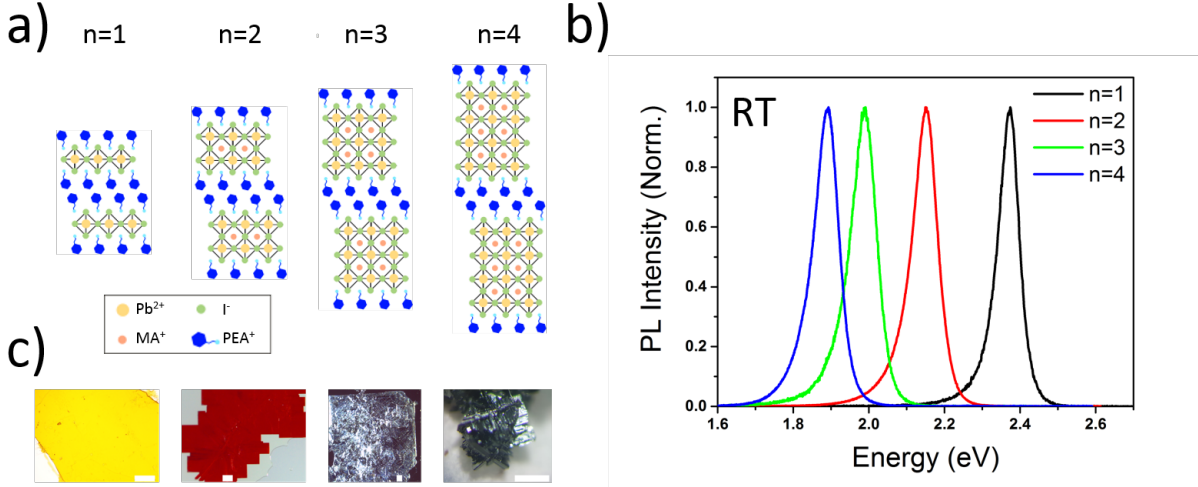 a)
n=1 n=2 n=3 n=4
Pb²⁺ I⁻
MA⁺ PEA⁺
b)
RT
n=1
n=2
n=3
n=4
PL Intensity (Norm.)
1.0
0.8
0.6
0.4
0.2
0.0
1.6 1.8 2.0 2.2 2.4 2.6
Energy (eV)
c)